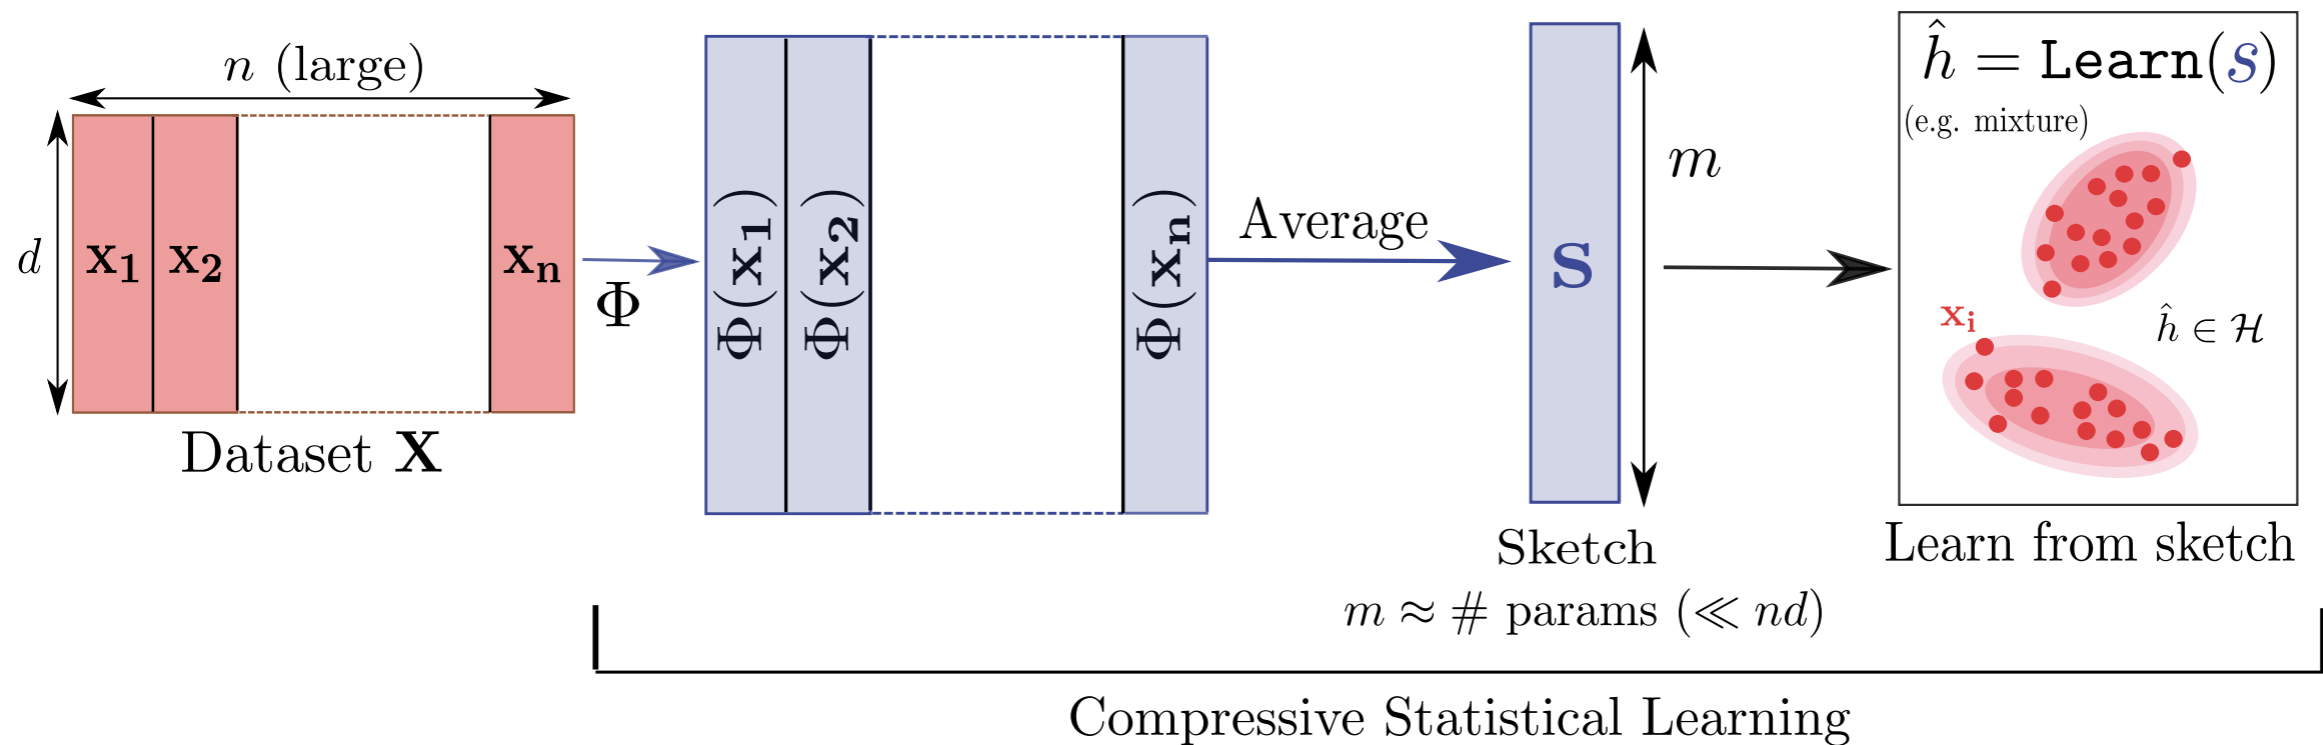 n (large)
d
x₁ x₂ xₙ
Dataset X
Φ
Φ(x₁) Φ(x₂) Φ(xₙ)
Average
s
m
Sketch
m ≈ # params (≪ nd)
ĥ = Learn(s)
(e.g. mixture)
xᵢ
ĥ ∈ ℋ
Learn from sketch
Compressive Statistical Learning